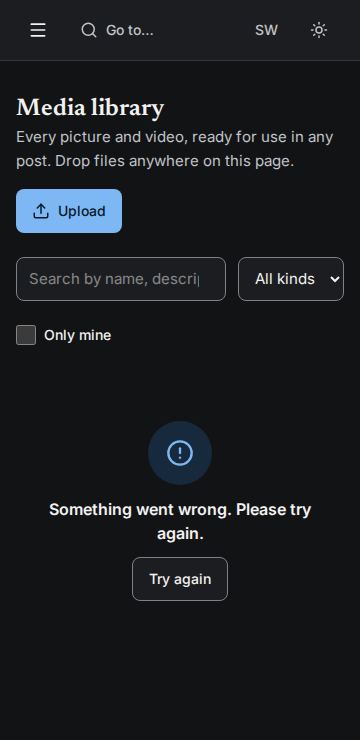 Go to...
SW
Media library
Every picture and video, ready for use in any
post. Drop files anywhere on this page.
Upload
Search by name, descri
All kinds
Only mine
Something went wrong. Please try
again.
Try again